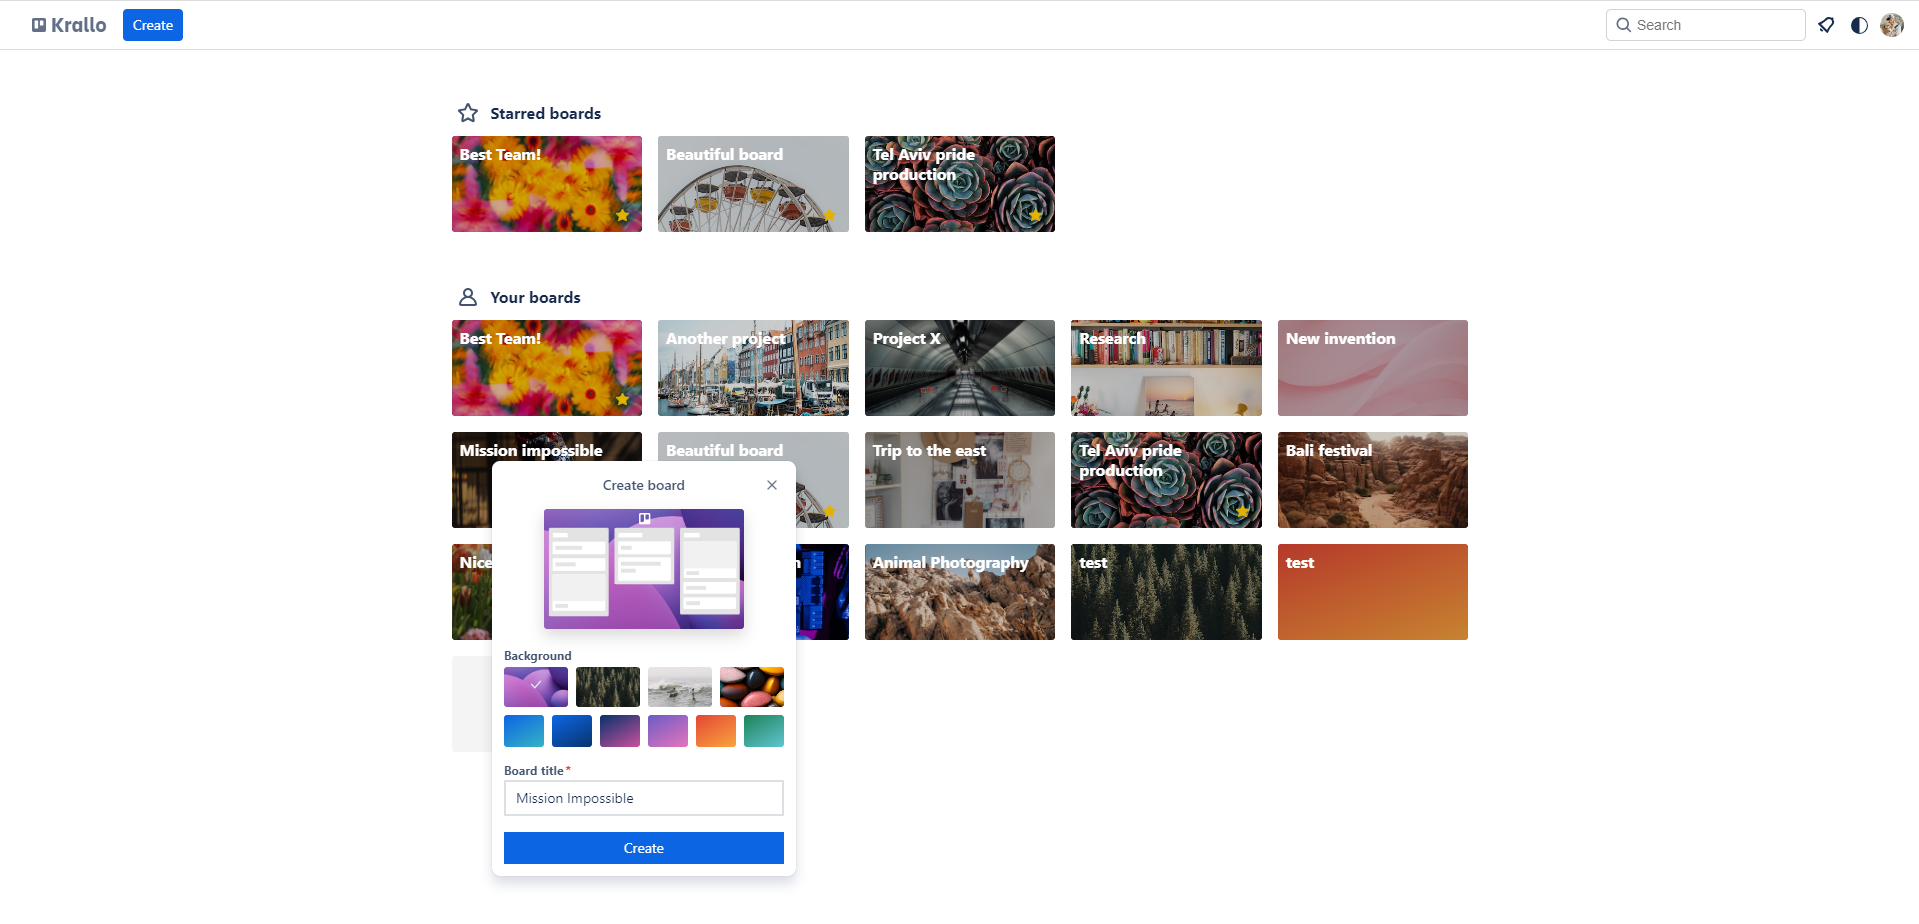 Krallo
Create
Search
Starred boards
Best Team!
Beautiful board
Tel Aviv pride
production
Your boards
Best Team!
Another project
Project X
Research
New invention
Mission impossible
Beautiful board
Trip to the east
Tel Aviv pride
production
Bali festival
Nice
n
Animal Photography
test
test
Create board
Background
Board title*
Mission Impossible
Create